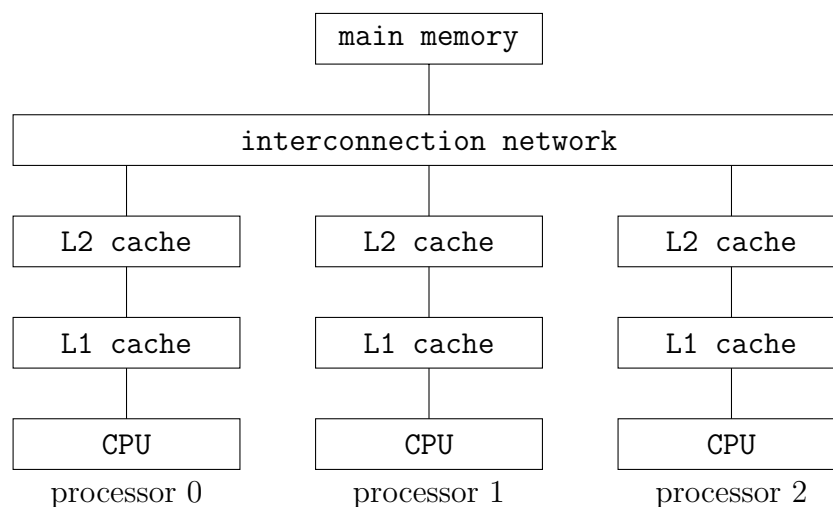 main memory
interconnection network
L2 cache L2 cache L2 cache
L1 cache L1 cache L1 cache
CPU CPU CPU
processor 0 processor 1 processor 2